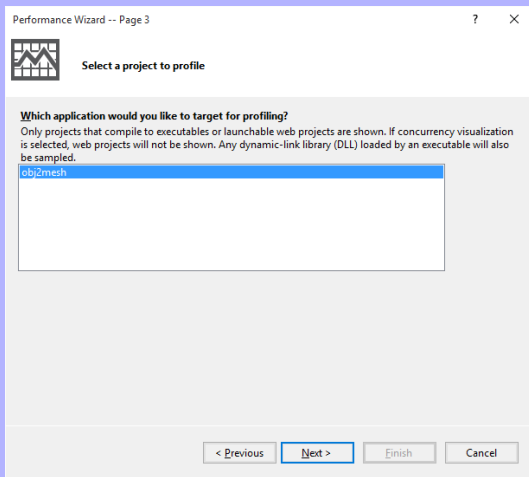 Performance Wizard -- Page 3
Select a project to profile
Which application would you like to target for profiling?
Only projects that compile to executables or launchable web projects are shown. If concurrency visualization
is selected, web projects will not be shown. Any dynamic-link library (DLL) loaded by an executable will also
be sampled.
obj2mesh
< Previous Next > Finish Cancel